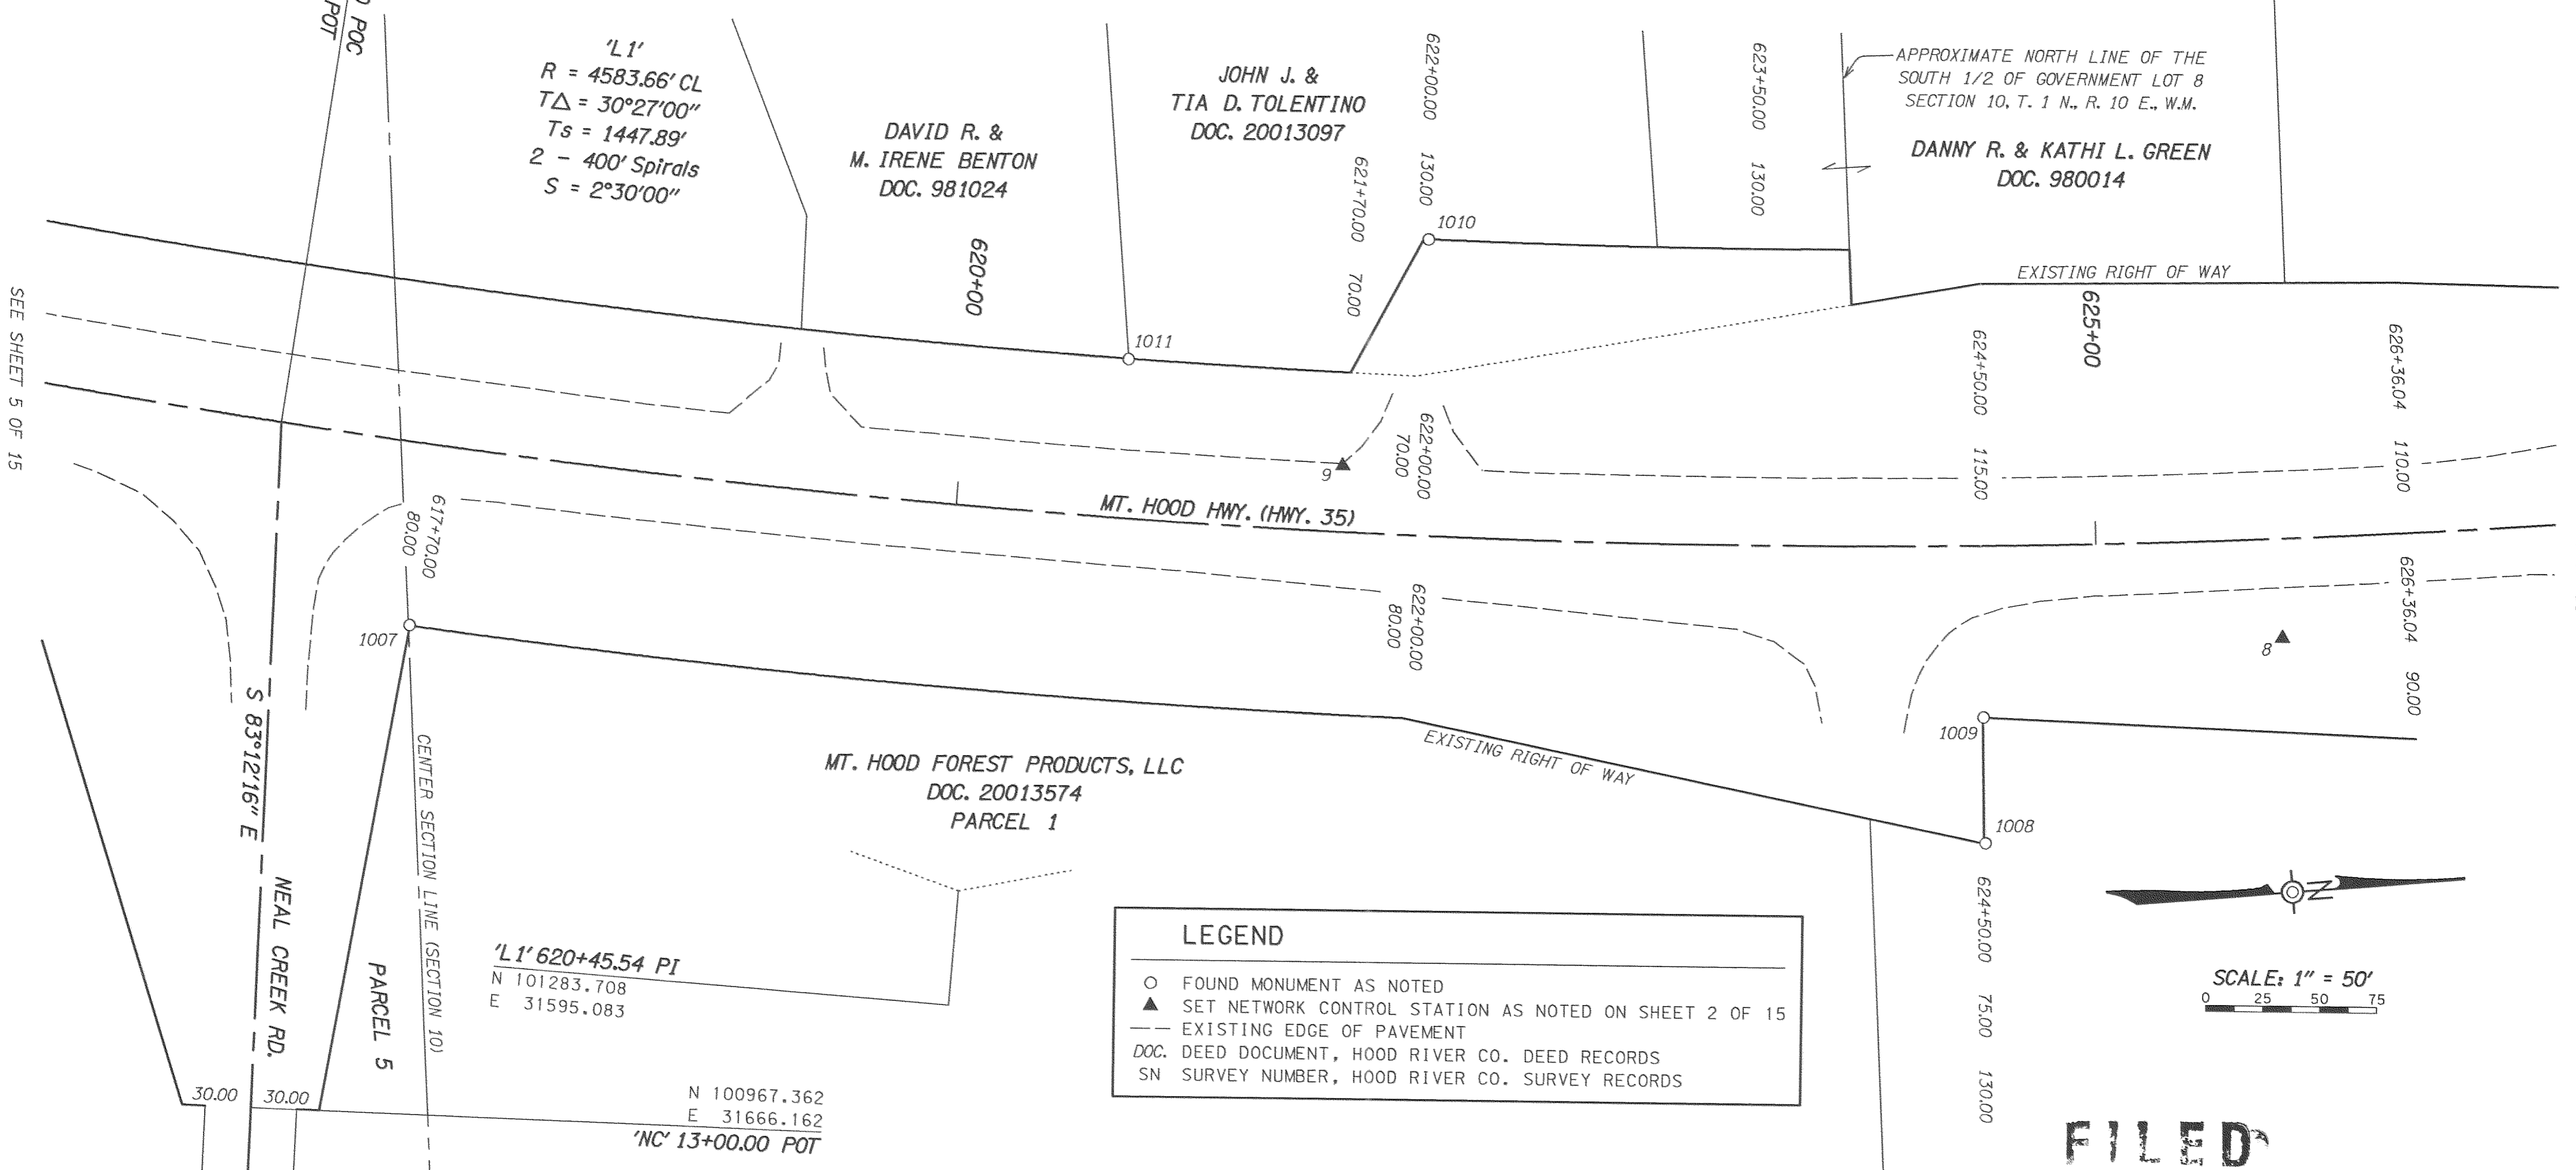 POC
POT
'L1'
R = 4583.66' CL
T△ = 30°27'00"
Ts = 1447.89'
2 - 400' Spirals
S = 2°30'00"
DAVID R. &
M. IRENE BENTON
DOC. 981024
JOHN J. &
TIA D. TOLENTINO
DOC. 20013097
622+00.00 130.00
621+70.00 70.00
623+50.00 130.00
APPROXIMATE NORTH LINE OF THE
SOUTH 1/2 OF GOVERNMENT LOT 8
SECTION 10, T. 1 N., R. 10 E., W.M.
DANNY R. & KATHI L. GREEN
DOC. 980014
1010
EXISTING RIGHT OF WAY
620+00
625+00
1011
SEE SHEET 5 OF 15
624+50.00 115.00
626+36.04 110.00
622+00.00
70.00
9
MT. HOOD HWY. (HWY. 35)
617+70.00
80.00
622+00.00
80.00
626+36.04 90.00
8
1007
1009
EXISTING RIGHT OF WAY
1008
S 83°12'16" E
NEAL CREEK RD.
CENTER SECTION LINE (SECTION 10)
PARCEL 5
MT. HOOD FOREST PRODUCTS, LLC
DOC. 20013574
PARCEL 1
624+50.00 75.00 130.00
'L1' 620+45.54 PI
N 101283.708
E 31595.083
30.00 30.00
N 100967.362
E 31666.162
'NC' 13+00.00 POT
LEGEND
FOUND MONUMENT AS NOTED
SET NETWORK CONTROL STATION AS NOTED ON SHEET 2 OF 15
EXISTING EDGE OF PAVEMENT
DOC. DEED DOCUMENT, HOOD RIVER CO. DEED RECORDS
SN SURVEY NUMBER, HOOD RIVER CO. SURVEY RECORDS
N
SCALE: 1" = 50'
0 25 50 75
FILED